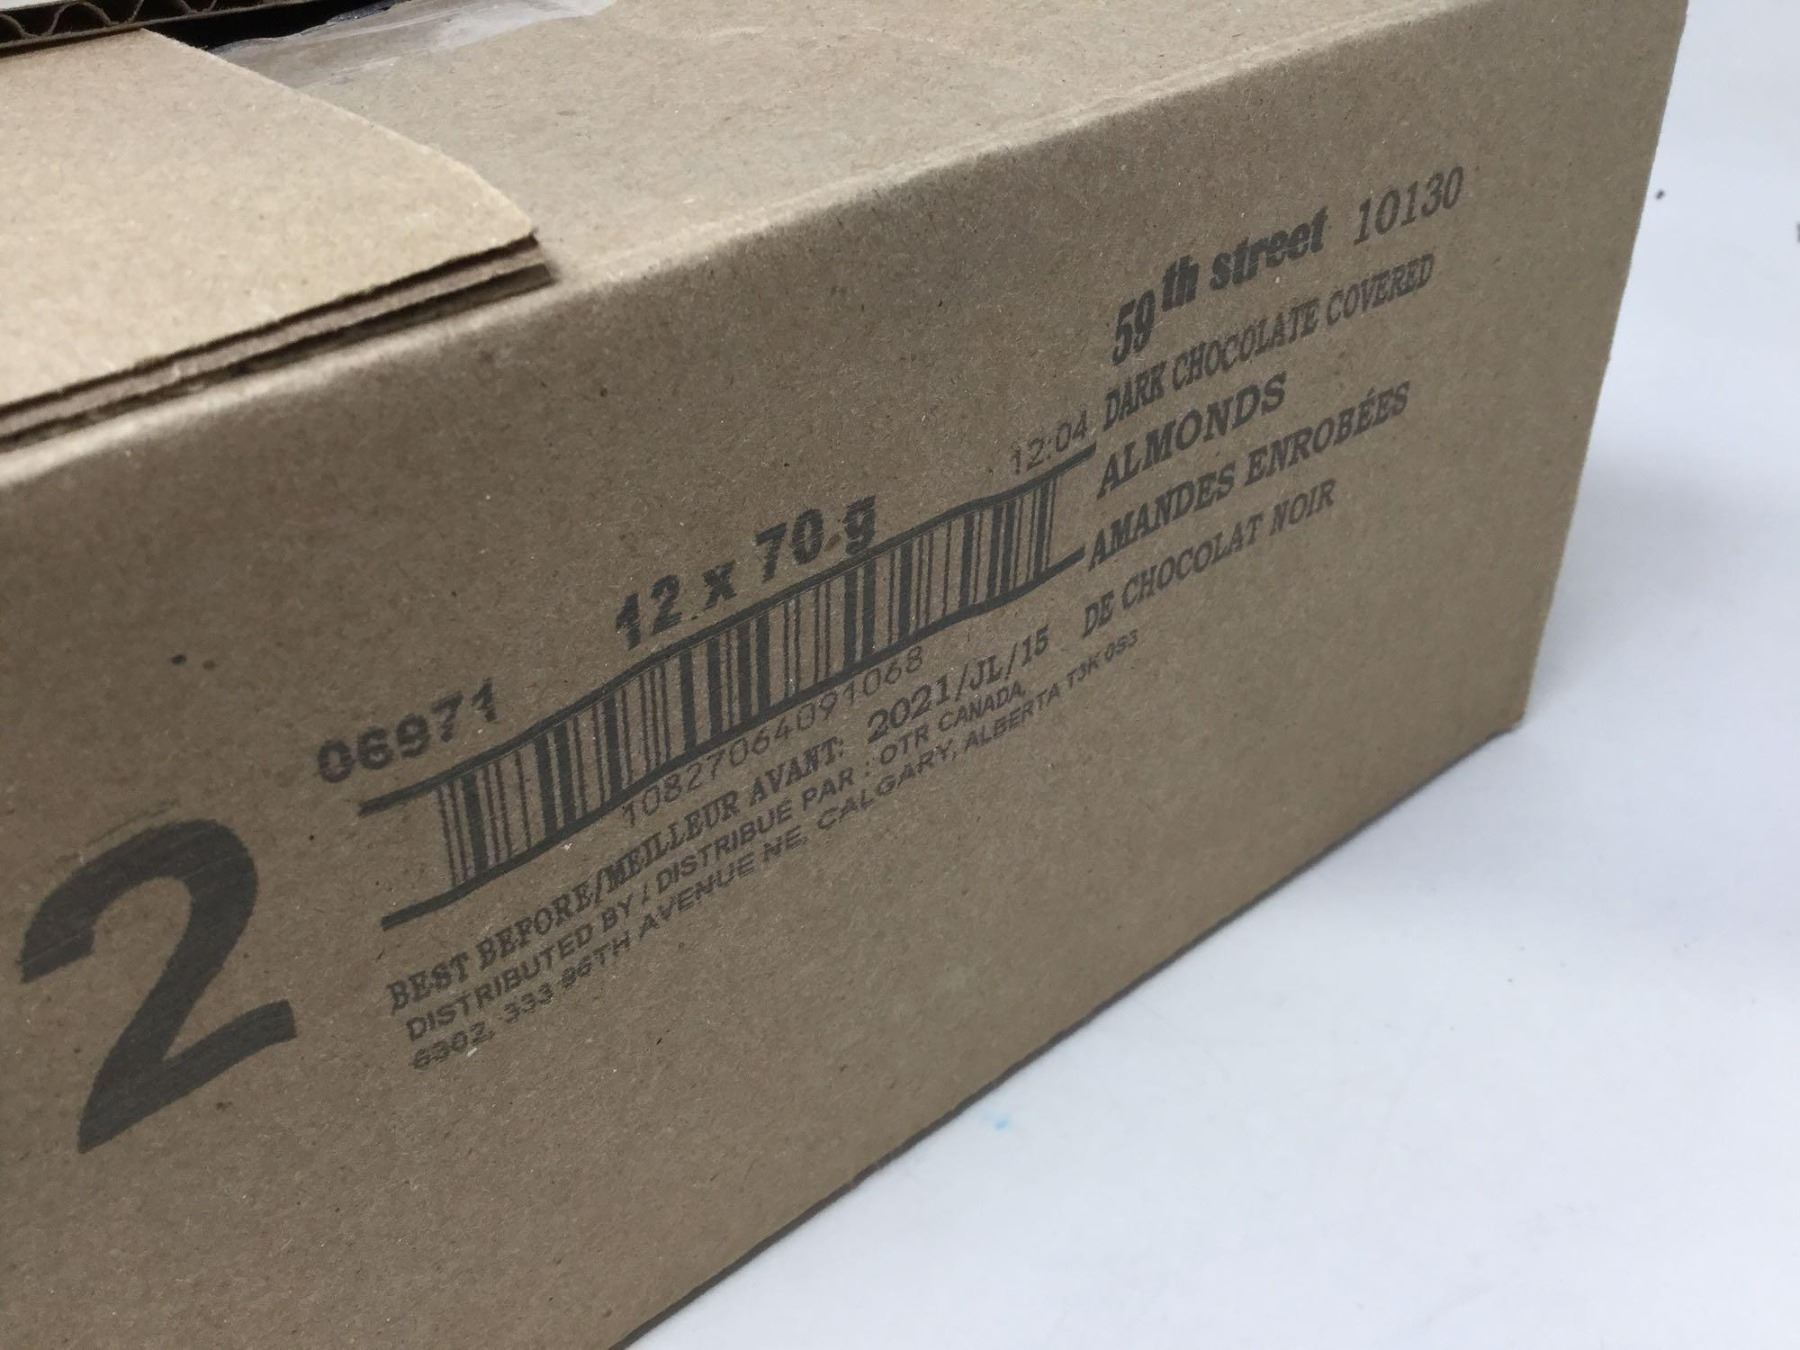 59th street 10130
DARK CHOCOLATE COVERED
ALMONDS
AMANDES ENROBÉES
DE CHOCOLAT NOIR
12:04
12 x 70 g
06971
10827064091068
BEST BEFORE/MEILLEUR AVANT: 2021/JL/15
DISTRIBUTED BY / DISTRIBUÉ PAR : OTR CANADA,
6302, 333 96TH AVENUE NE, CALGARY, ALBERTA T3K 0S3
2